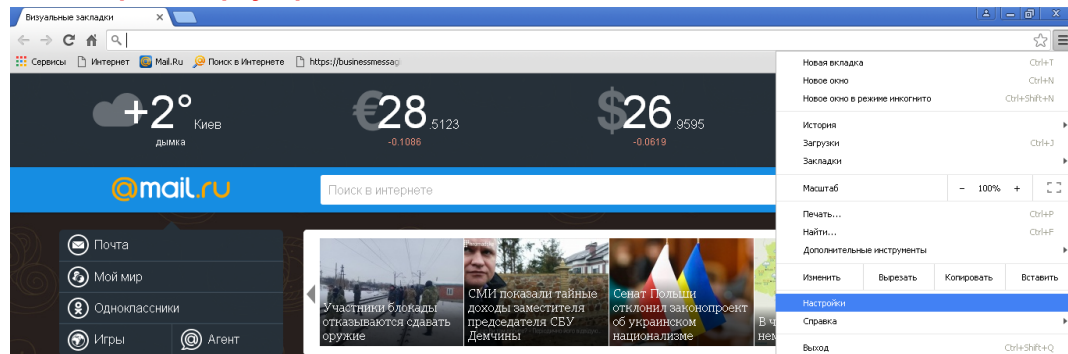 Визуальные закладки
Сервисы Интернет Mail.Ru Поиск в Интернете https://businessmessag
+2° Киев
дымка
€28.5123
-0.1086
$26.9595
-0.0619
@mail.ru
Поиск в интернете
Почта
Мой мир
Одноклассники
Игры Агент
Участники блокады
отказываются сдавать
оружие
СМИ показали тайные
доходы заместителя
председателя СБУ
Демчины
Сенат Польши
отклонил законопроект
об украинском
национализме
Новая вкладка Ctrl+T
Новое окно Ctrl+N
Новое окно в режиме инкогнито Ctrl+Shift+N
История
Загрузки Ctrl+J
Закладки
Масштаб - 100% +
Печать... Ctrl+P
Найти... Ctrl+F
Дополнительные инструменты
Изменить Вырезать Копировать Вставить
Настройки
Справка
Выход Ctrl+Shift+Q